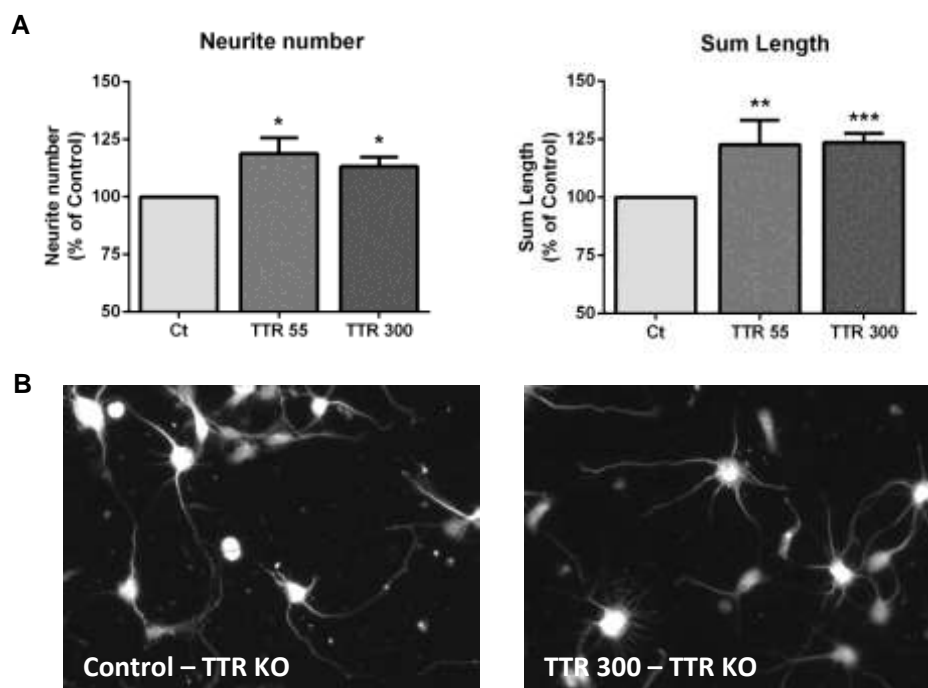 A
Neurite number
Neurite number
(% of Control)
150
125
100
75
50
*
*
Ct
TTR 55
TTR 300
Sum Length
Sum Length
(% of Control)
150
125
100
75
50
**
***
Ct
TTR 55
TTR 300
B
Control – TTR KO
TTR 300 – TTR KO